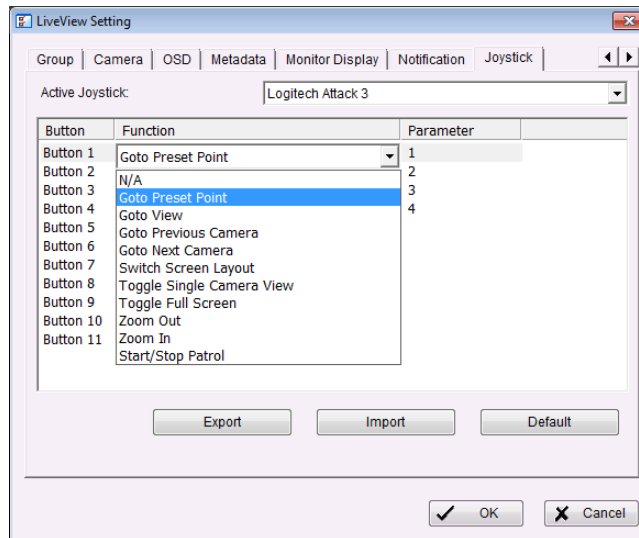 LiveView Setting
Group Camera OSD Metadata Monitor Display Notification Joystick
Active Joystick: Logitech Attack 3
Button Function Parameter
Button 1 Goto Preset Point 1
Button 2 N/A 2
Button 3 Goto Preset Point 3
Button 4 Goto View 4
Button 5 Goto Previous Camera
Button 6 Goto Next Camera
Button 7 Switch Screen Layout
Button 8 Toggle Single Camera View
Button 9 Toggle Full Screen
Button 10 Zoom Out
Button 11 Zoom In
Start/Stop Patrol
Export Import Default
OK Cancel